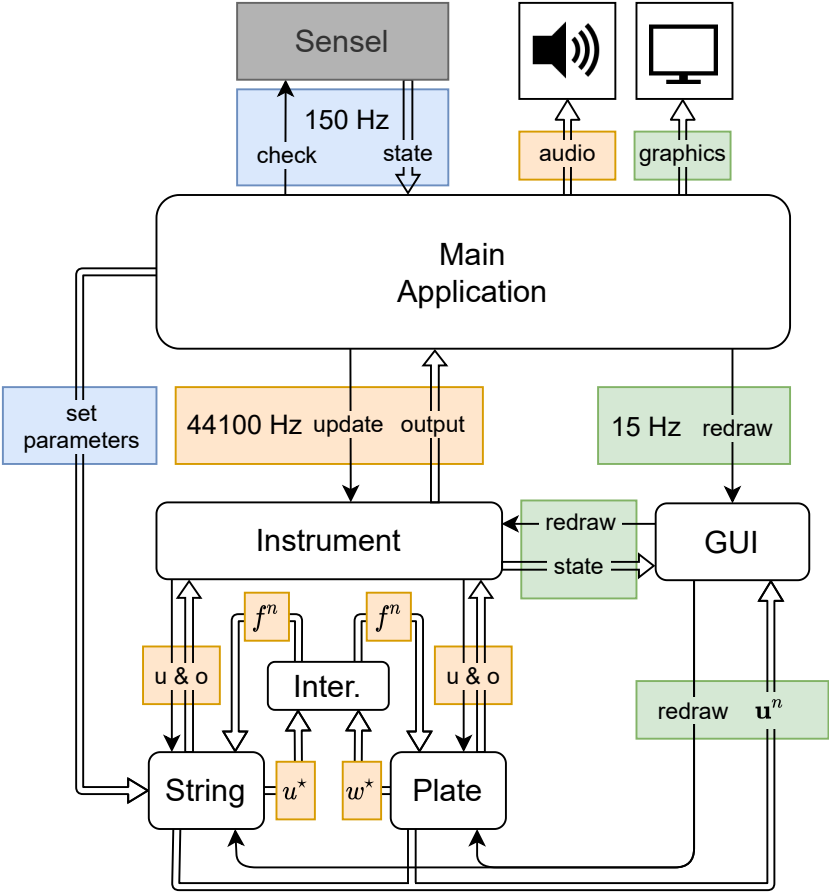 Sensel
150 Hz
check
state
audio
graphics
Main
Application
set
parameters
44100 Hz
update
output
15 Hz
redraw
Instrument
redraw
state
GUI
fⁿ
fⁿ
u & o
Inter.
u & o
redraw
𝐮ⁿ
String
u⋆
w⋆
Plate